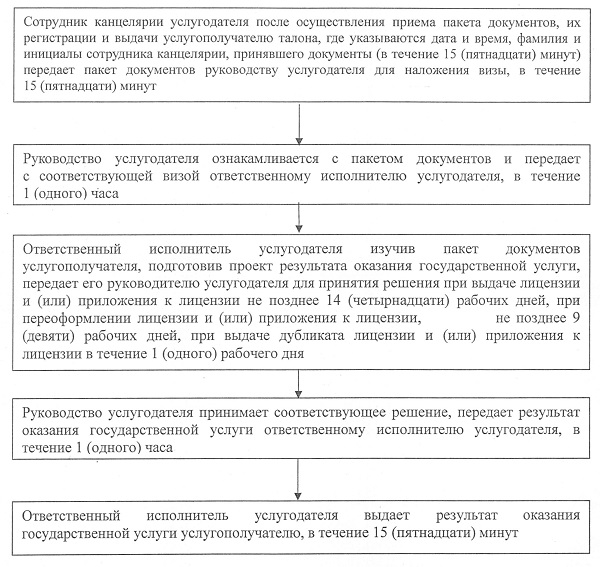 Сотрудник канцелярии услугодателя после осуществления приема пакета документов, их
регистрации и выдачи услугополучателю талона, где указываются дата и время, фамилия и
инициалы сотрудника канцелярии, принявшего документы (в течение 15 (пятнадцати) минут)
передает пакет документов руководству услугодателя для наложения визы, в течение
15 (пятнадцати) минут
Руководство услугодателя ознакамливается с пакетом документов и передает
с соответствующей визой ответственному исполнителю услугодателя, в течение
1 (одного) часа
Ответственный исполнитель услугодателя изучив пакет документов
услугополучателя, подготовив проект результата оказания государственной услуги,
передает его руководителю услугодателя для принятия решения при выдаче лицензии
и (или) приложения к лицензии не позднее 14 (четырнадцати) рабочих дней, при
переоформлении лицензии и (или) приложения к лицензии, не позднее 9
(девяти) рабочих дней, при выдаче дубликата лицензии и (или) приложения к
лицензии в течение 1 (одного) рабочего дня
Руководство услугодателя принимает соответствующее решение, передает результат
оказания государственной услуги ответственному исполнителю услугодателя, в
течение 1 (одного) часа
Ответственный исполнитель услугодателя выдает результат оказания
государственной услуги услугополучателю, в течение 15 (пятнадцати) минут